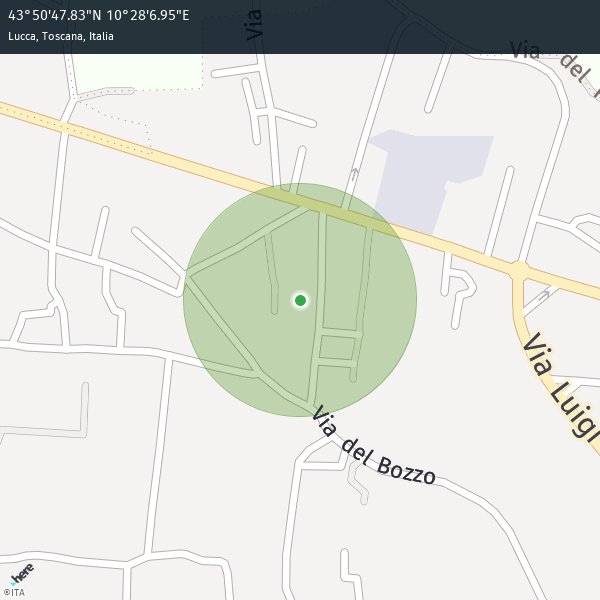 43°50'47.83"N 10°28'6.95"E
Lucca, Toscana, Italia
Via
Via
del
Via Luigi
Via del Bozzo
here
©ITA